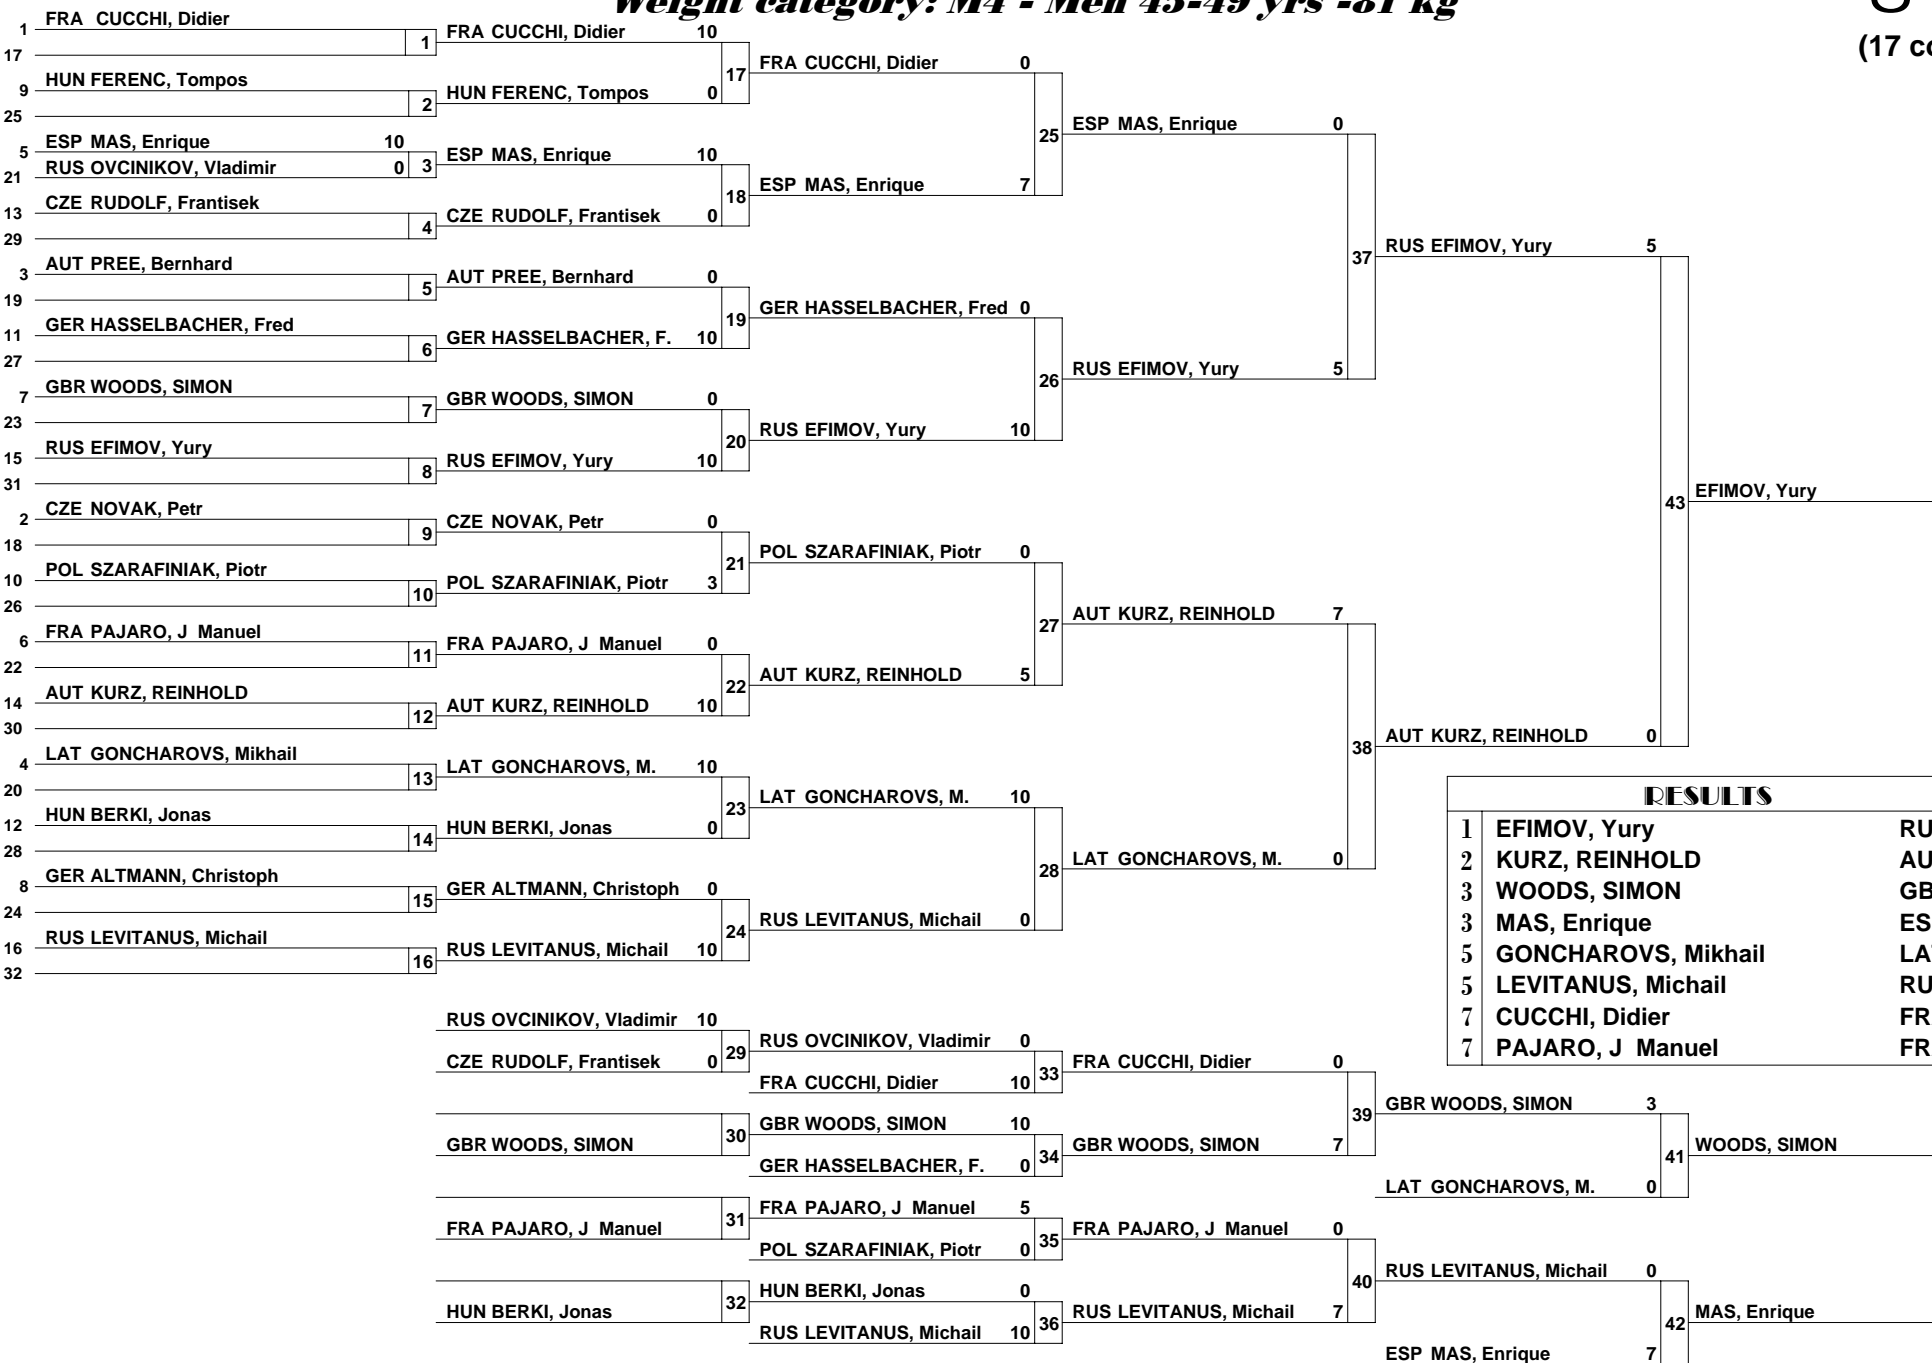 Weight category: M4 - Men 45-49 yrs -81 kg
(17
1 FRA CUCCHI, Didier
17
1
9 HUN FERENC, Tompos
25
2
5 ESP MAS, Enrique 10
21 RUS OVCINIKOV, Vladimir 0
3
13 CZE RUDOLF, Frantisek
29
4
3 AUT PREE, Bernhard
19
5
11 GER HASSELBACHER, Fred
27
6
7 GBR WOODS, SIMON
23
7
15 RUS EFIMOV, Yury
31
8
2 CZE NOVAK, Petr
18
9
10 POL SZARAFINIAK, Piotr
26
10
6 FRA PAJARO, J Manuel
22
11
14 AUT KURZ, REINHOLD
30
12
4 LAT GONCHAROVS, Mikhail
20
13
12 HUN BERKI, Jonas
28
14
8 GER ALTMANN, Christoph
24
15
16 RUS LEVITANUS, Michail
32
16
FRA CUCCHI, Didier 10
17
HUN FERENC, Tompos 0
ESP MAS, Enrique 10
18
CZE RUDOLF, Frantisek 0
AUT PREE, Bernhard 0
19
GER HASSELBACHER, F. 10
GBR WOODS, SIMON 0
20
RUS EFIMOV, Yury 10
CZE NOVAK, Petr 0
21
POL SZARAFINIAK, Piotr 3
FRA PAJARO, J Manuel 0
22
AUT KURZ, REINHOLD 10
LAT GONCHAROVS, M. 10
23
HUN BERKI, Jonas 0
GER ALTMANN, Christoph 0
24
RUS LEVITANUS, Michail 10
FRA CUCCHI, Didier 0
25
ESP MAS, Enrique 7
GER HASSELBACHER, Fred 0
26
RUS EFIMOV, Yury 10
POL SZARAFINIAK, Piotr 0
27
AUT KURZ, REINHOLD 5
LAT GONCHAROVS, M. 10
28
RUS LEVITANUS, Michail 0
ESP MAS, Enrique 0
37
RUS EFIMOV, Yury 5
AUT KURZ, REINHOLD 7
38
LAT GONCHAROVS, M. 0
RUS EFIMOV, Yury 5
43
AUT KURZ, REINHOLD 0
EFIMOV, Yury
RESULTS
1 EFIMOV, Yury RU
2 KURZ, REINHOLD AU
3 WOODS, SIMON GB
3 MAS, Enrique ES
5 GONCHAROVS, Mikhail LA
5 LEVITANUS, Michail RU
7 CUCCHI, Didier FR
7 PAJARO, J Manuel FR
RUS OVCINIKOV, Vladimir 10
29
CZE RUDOLF, Frantisek 0
30
GBR WOODS, SIMON
31
FRA PAJARO, J Manuel
32
HUN BERKI, Jonas
RUS OVCINIKOV, Vladimir 0
33
FRA CUCCHI, Didier 10
GBR WOODS, SIMON 10
34
GER HASSELBACHER, F. 0
FRA PAJARO, J Manuel 5
35
POL SZARAFINIAK, Piotr 0
HUN BERKI, Jonas 0
36
RUS LEVITANUS, Michail 10
FRA CUCCHI, Didier 0
39
GBR WOODS, SIMON 7
FRA PAJARO, J Manuel 0
40
RUS LEVITANUS, Michail 7
GBR WOODS, SIMON 3
41
LAT GONCHAROVS, M. 0
WOODS, SIMON
RUS LEVITANUS, Michail 0
42
ESP MAS, Enrique 7
MAS, Enrique